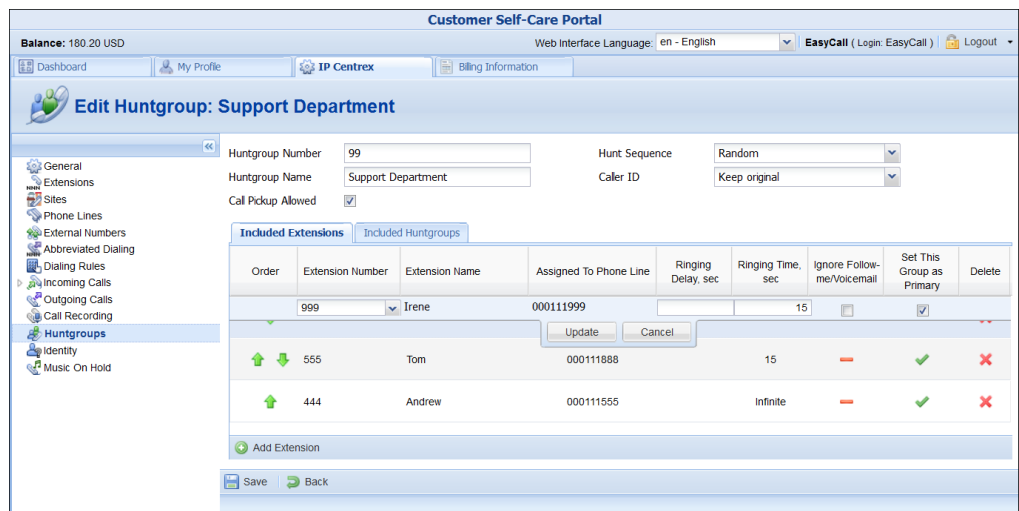 Customer Self-Care Portal
Balance: 180.20 USD
Web Interface Language: en - English
EasyCall ( Login: EasyCall )
Logout
Dashboard
My Profile
IP Centrex
Billing Information
Edit Huntgroup: Support Department
General
Extensions
Sites
Phone Lines
External Numbers
Abbreviated Dialing
Dialing Rules
Incoming Calls
Outgoing Calls
Call Recording
Huntgroups
Identity
Music On Hold
Huntgroup Number 99 Hunt Sequence Random
Huntgroup Name Support Department Caller ID Keep original
Call Pickup Allowed
Included Extensions Included Huntgroups
Order Extension Number Extension Name Assigned To Phone Line Ringing Delay, sec Ringing Time, sec Ignore Follow-me/Voicemail Set This Group as Primary Delete
999 Irene 000111999 15
Update Cancel
555 Tom 000111888 15
444 Andrew 000111555 Infinite
Add Extension
Save Back